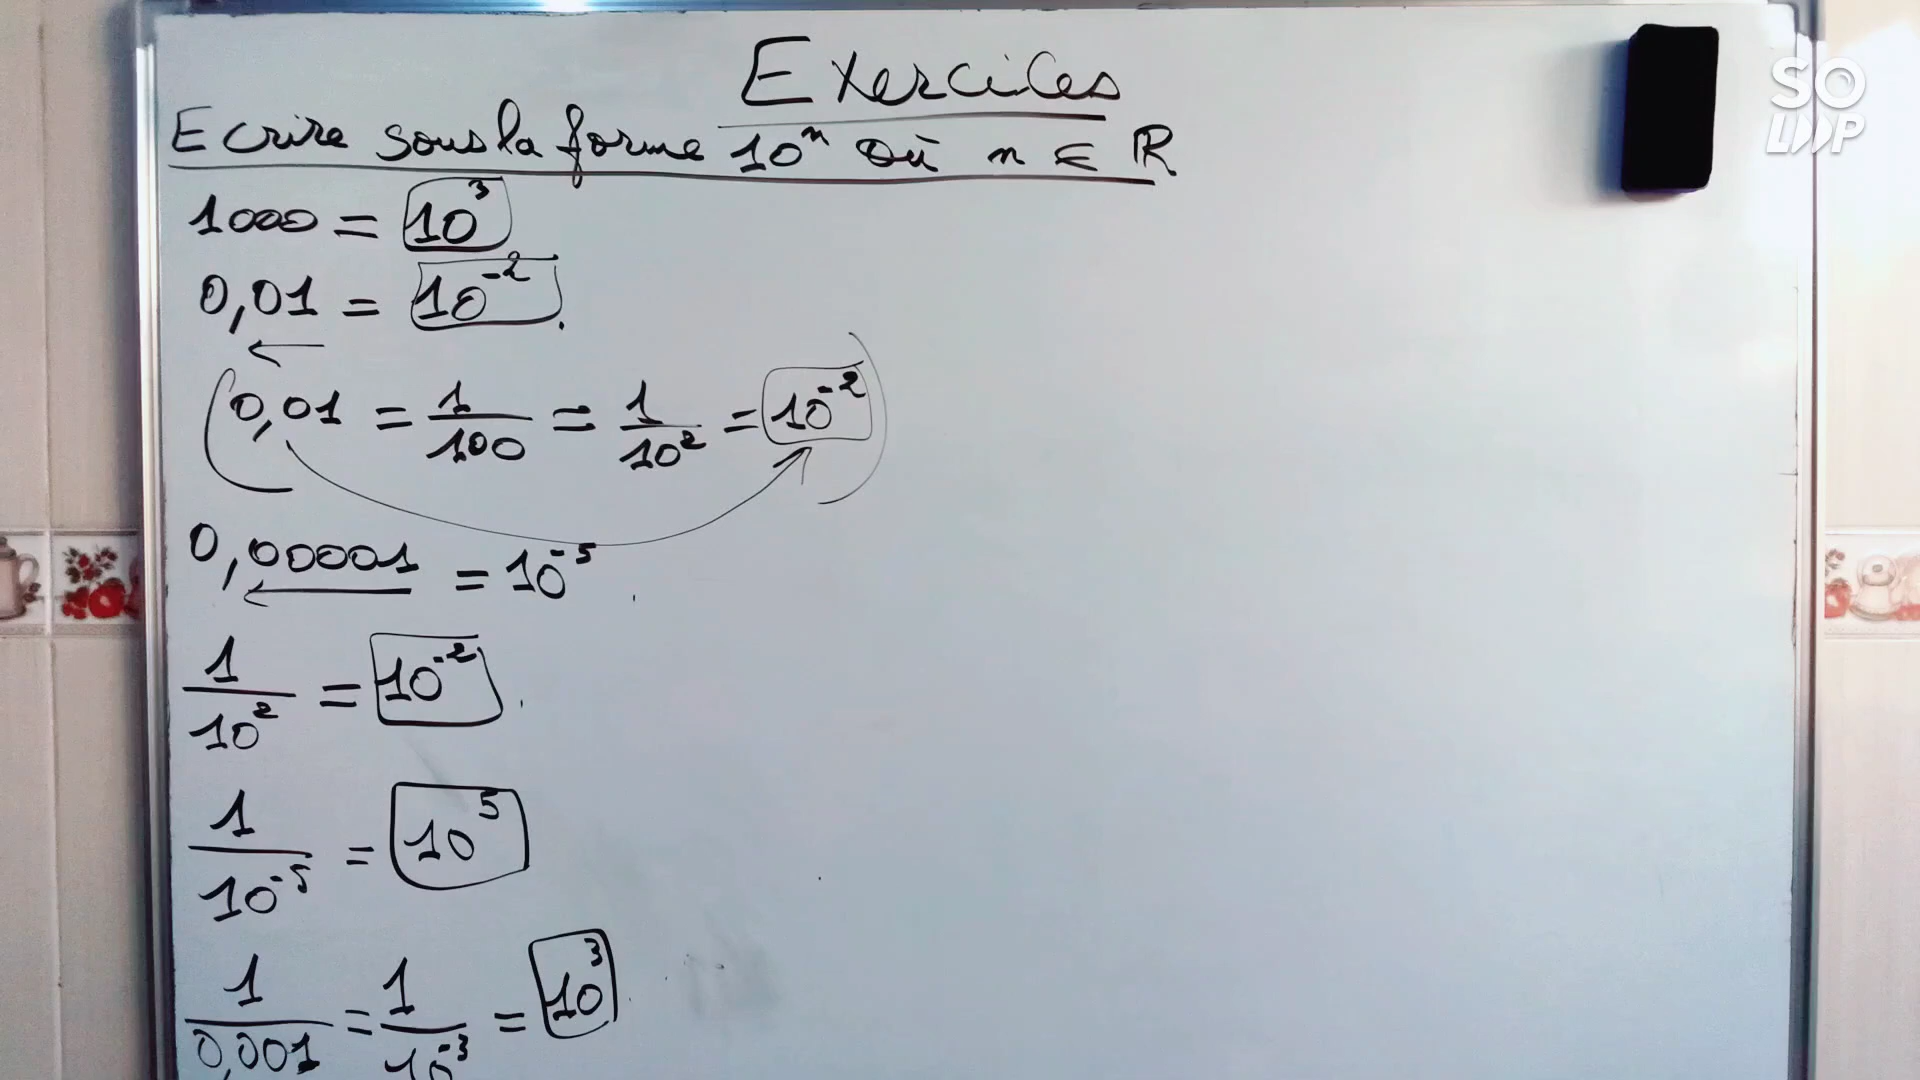 Exercices
Ecrire sous la forme 10ⁿ où n ∈ ℝ
1000 = 10³
0,01 = 10⁻².
0,01 = 1/100 = 1/10² = 10⁻²
0,00001 = 10⁻⁵.
1/10² = 10⁻².
1/10⁻⁵ = 10⁵
1/0,001 = 1/10⁻³ = 10³
SO
LOOP